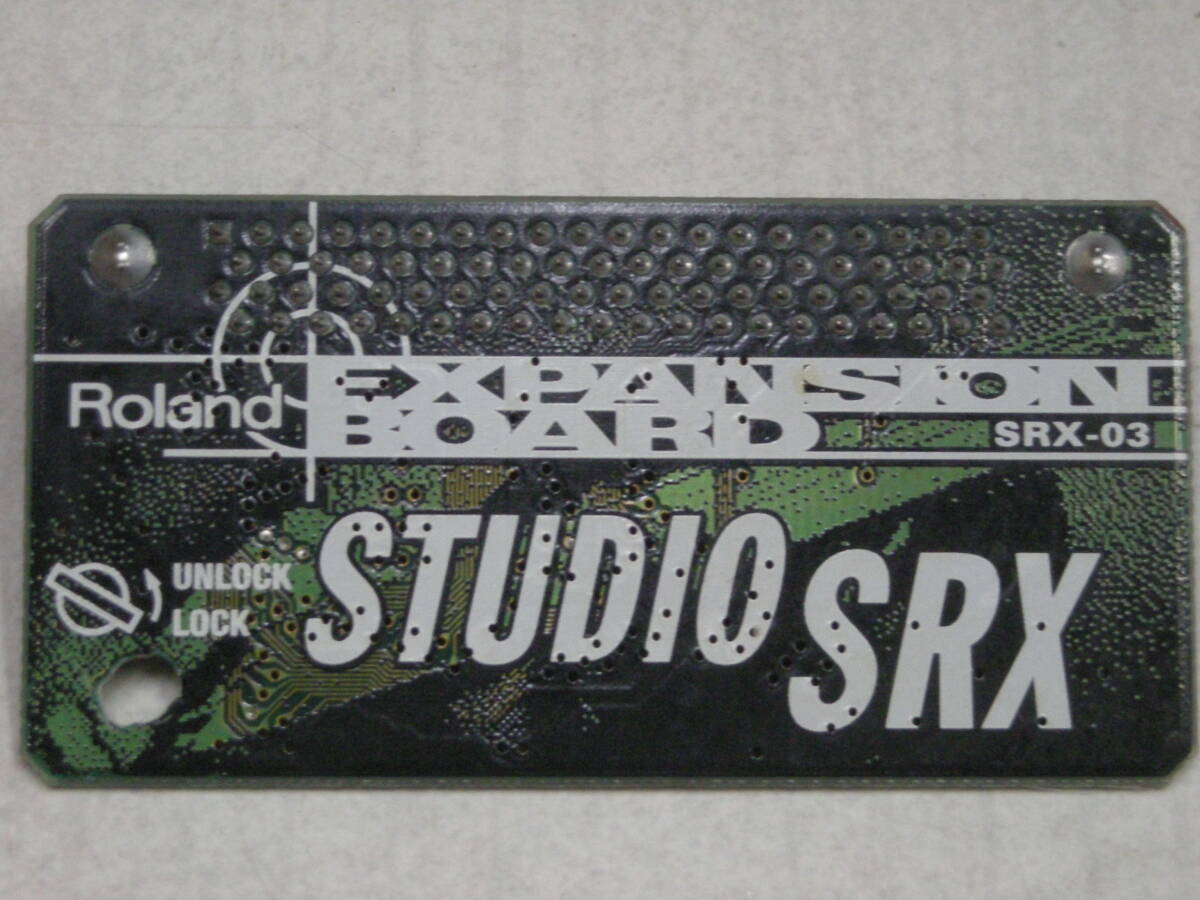 Roland
EXPANSION
BOARD
SRX-03
STUDIO SRX
UNLOCK
LOCK